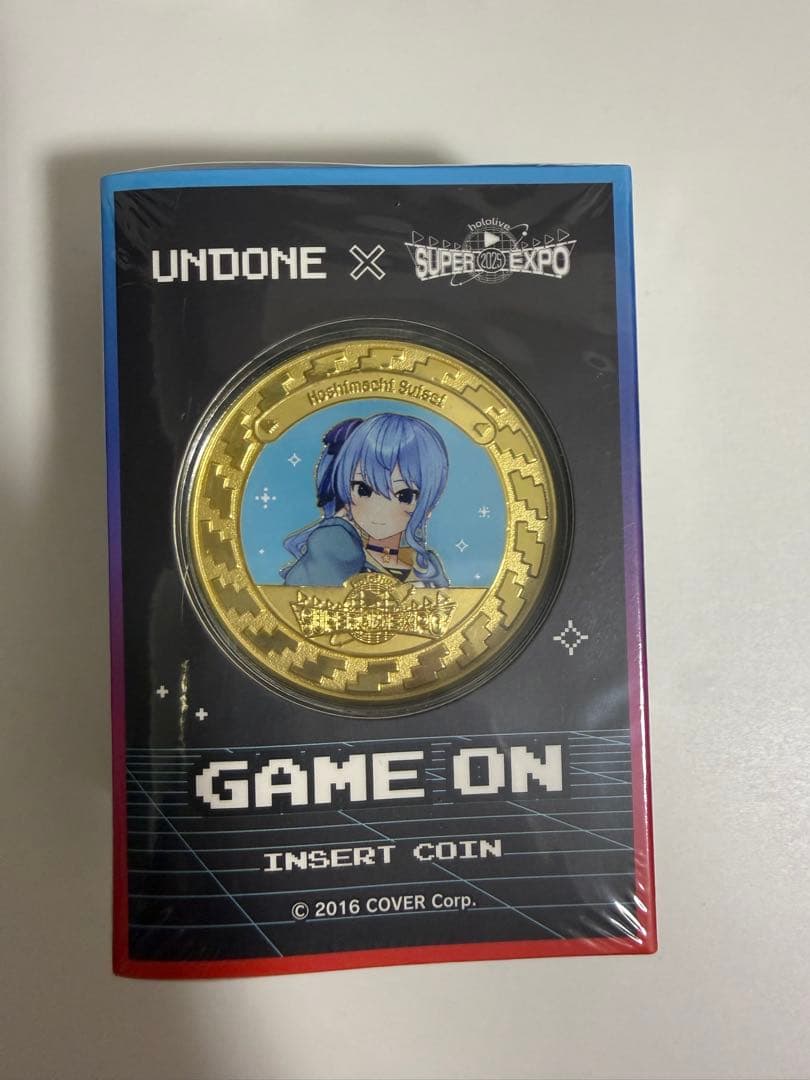 UNDONE ×
hololive
SUPER 2025 EXPO
Hoshimachi Suisei
GAME ON
INSERT COIN
© 2016 COVER Corp.